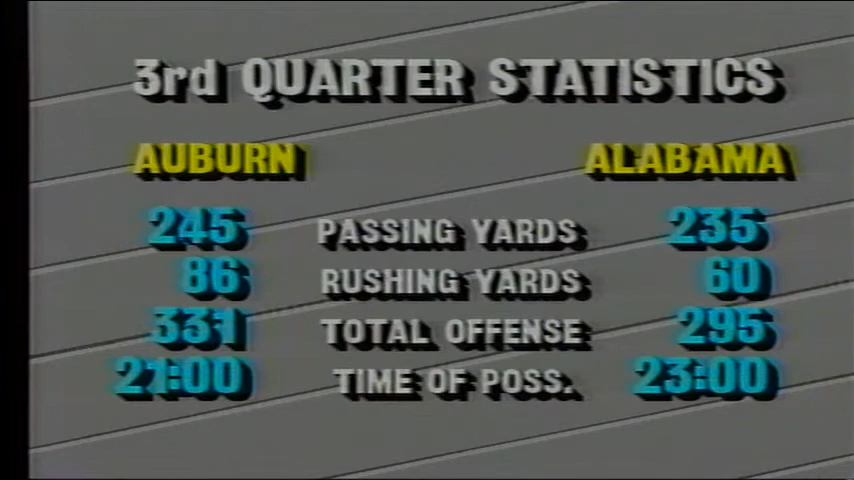 3rd QUARTER STATISTICS
AUBURN ALABAMA
245 PASSING YARDS 235
86 RUSHING YARDS 60
331 TOTAL OFFENSE 295
21:00 TIME OF POSS. 23:00